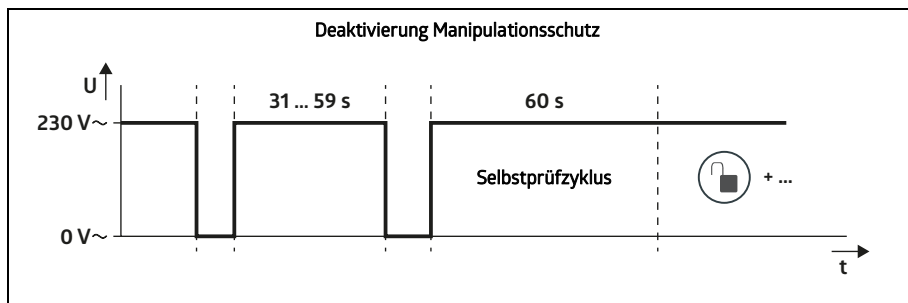 Deaktivierung Manipulationsschutz
U
31 ... 59 s
60 s
230 V~
Selbstprüfzyklus
+ ...
0 V~
t